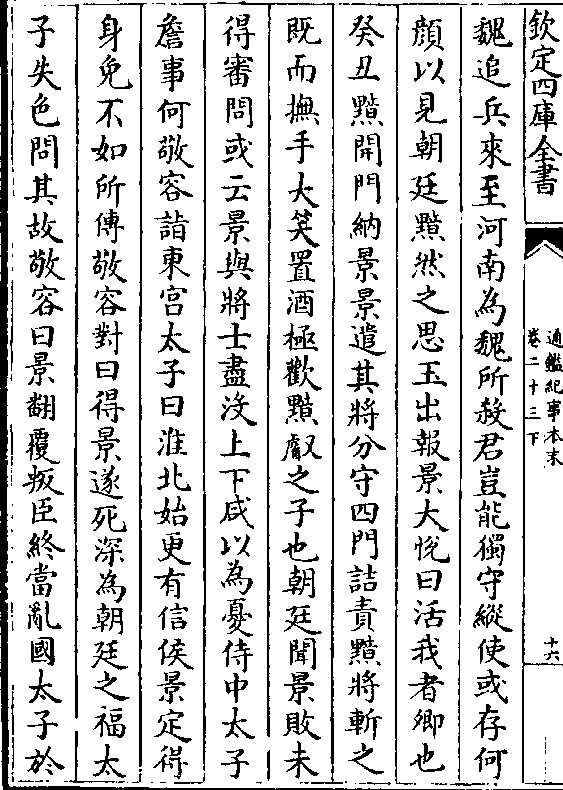 欽定四庫全書
通鑑紀事本末
卷二十三下
十六
魏追兵來至河南為魏所殺君豈能獨守縱使或存何
顏以見朝廷黯然之思玉出報景大悅曰活我者卿也
癸丑黯開門納景景遣其將分守四門詰責黯將斬之
既而撫手大笑置酒極歡黯叡之子也朝廷聞景敗未
得審問或云景與將士盡沒上下咸以為憂侍中太子
詹事何敬容詣東宮太子曰淮北始更有信侯景定得
身免不如所傳敬容對曰得景遂死深為朝廷之福太
子失色問其故敬容曰景翻覆叛臣終當亂國太子於